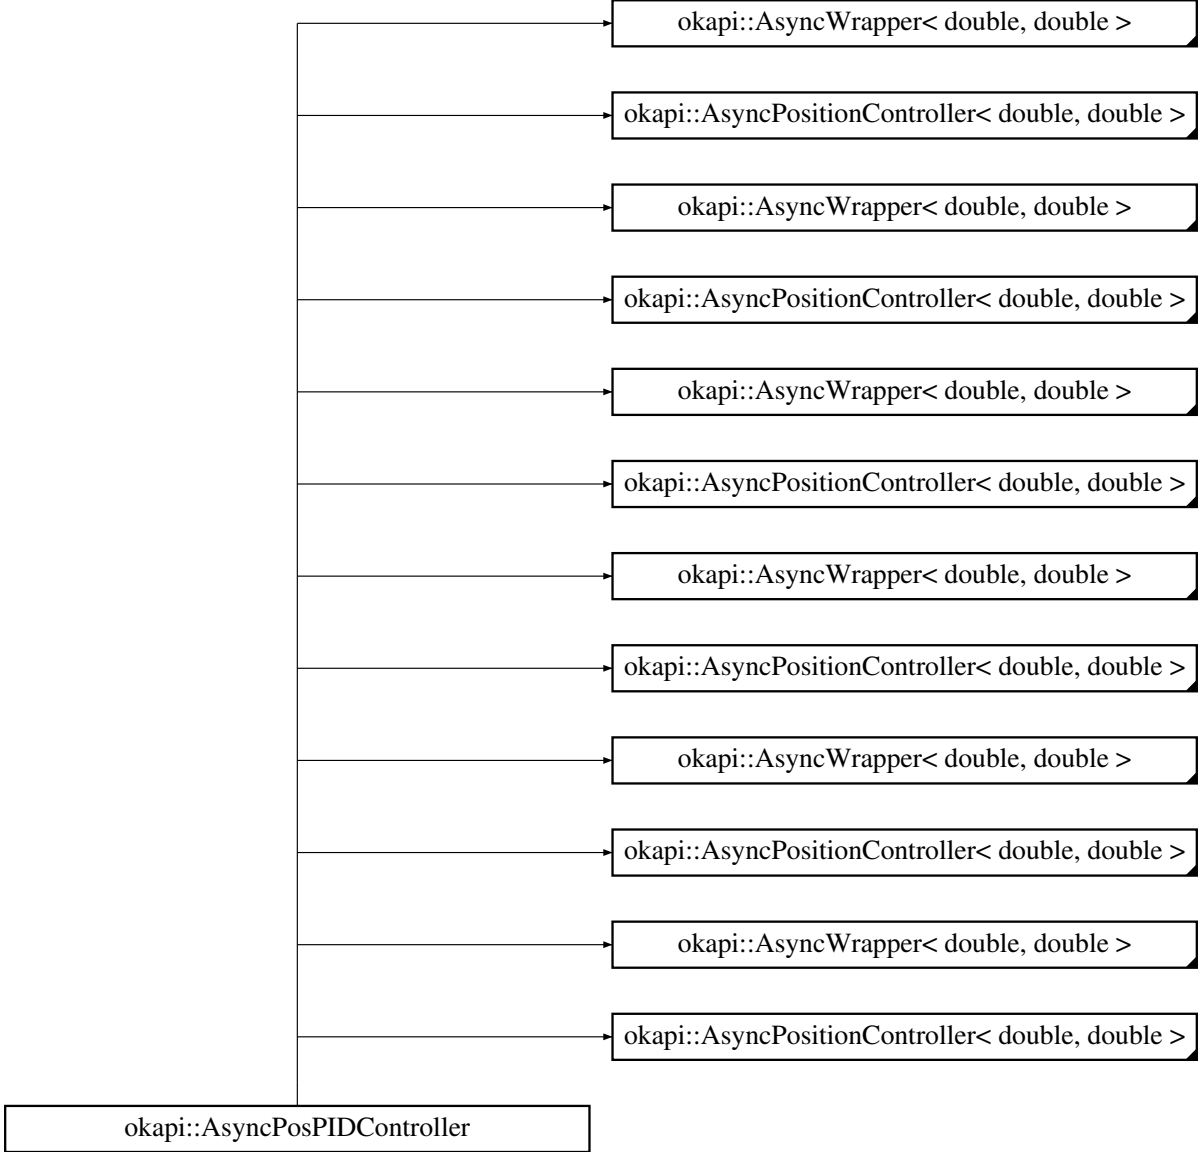 okapi::AsyncWrapper< double, double >
okapi::AsyncPositionController< double, double >
okapi::AsyncWrapper< double, double >
okapi::AsyncPositionController< double, double >
okapi::AsyncWrapper< double, double >
okapi::AsyncPositionController< double, double >
okapi::AsyncWrapper< double, double >
okapi::AsyncPositionController< double, double >
okapi::AsyncWrapper< double, double >
okapi::AsyncPositionController< double, double >
okapi::AsyncWrapper< double, double >
okapi::AsyncPositionController< double, double >
okapi::AsyncPosPIDController